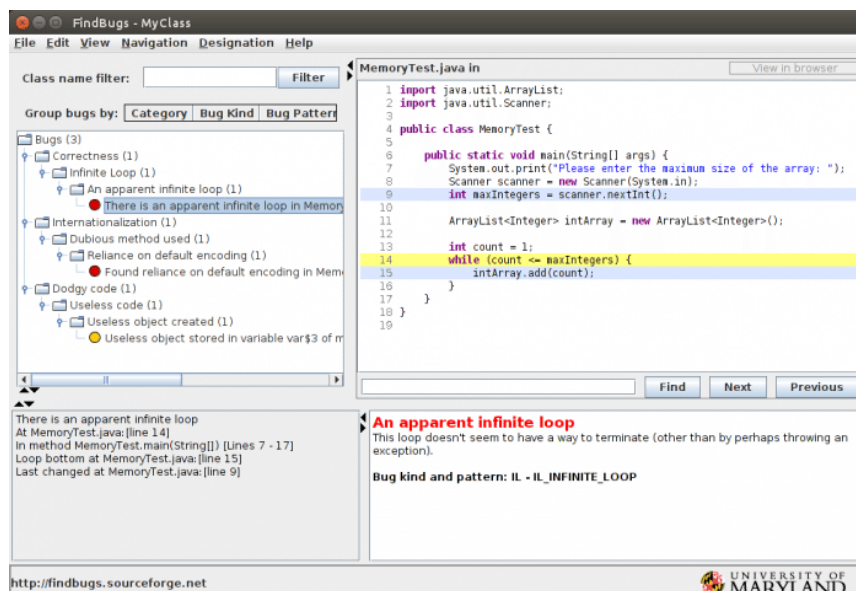 FindBugs - MyClass
File Edit View Navigation Designation Help
Class name filter:
Filter
Group bugs by: Category Bug Kind Bug Pattern
Bugs (3)
Correctness (1)
Infinite Loop (1)
An apparent infinite loop (1)
There is an apparent infinite loop in Memor
Internationalization (1)
Dubious method used (1)
Reliance on default encoding (1)
Found reliance on default encoding in Mem
Dodgy code (1)
Useless code (1)
Useless object created (1)
Useless object stored in variable var$3 of m
MemoryTest.java in
View in browser
1 import java.util.ArrayList;
2 import java.util.Scanner;
3
4 public class MemoryTest {
5
6 public static void main(String[] args) {
7 System.out.print("Please enter the maximum size of the array: ");
8 Scanner scanner = new Scanner(System.in);
9 int maxIntegers = scanner.nextInt();
10
11 ArrayList<Integer> intArray = new ArrayList<Integer>();
12
13 int count = 1;
14 while (count <= maxIntegers) {
15 intArray.add(count);
16 }
17 }
18 }
19
Find Next Previous
There is an apparent infinite loop
At MemoryTest.java:[line 14]
In method MemoryTest.main(String[]) [Lines 7 - 17]
Loop bottom at MemoryTest.java:[line 15]
Last changed at MemoryTest.java:[line 9]
An apparent infinite loop
This loop doesn't seem to have a way to terminate (other than by perhaps throwing an
exception).
Bug kind and pattern: IL - IL_INFINITE_LOOP
http://findbugs.sourceforge.net
UNIVERSITY OF
MARYLAND